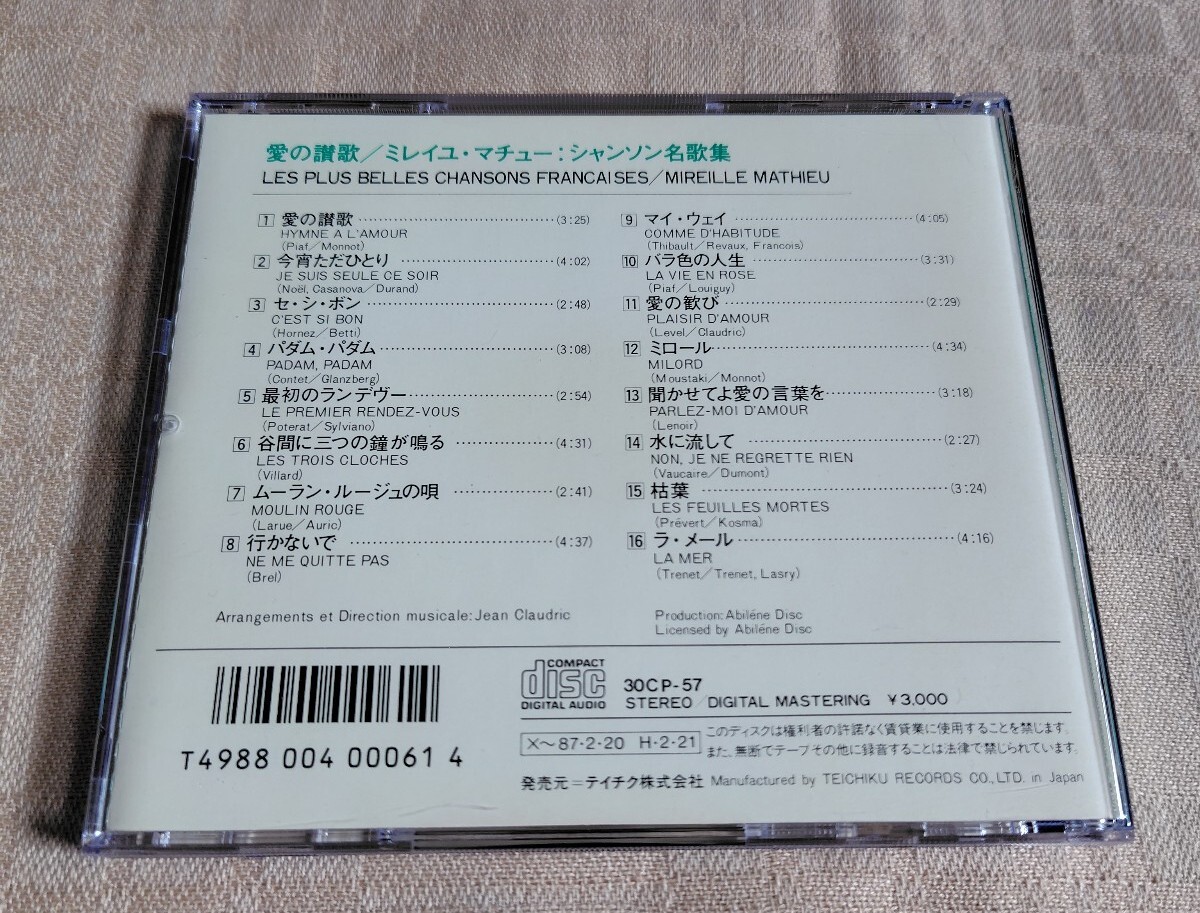 愛の讃歌/ミレイユ・マチュー:シャンソン名歌集
LES PLUS BELLES CHANSONS FRANCAISES/MIREILLE MATHIEU
1 愛の讃歌 (3:25)
HYMNE A L'AMOUR
(Piaf/Monnot)
2 今宵ただひとり (4:02)
JE SUIS SEULE CE SOIR
(Noël, Casanova/Durand)
3 セ・シ・ボン (2:48)
C'EST SI BON
(Hornez/Betti)
4 パダム・パダム (3:08)
PADAM, PADAM
(Contet/Glanzberg)
5 最初のランデヴー (2:54)
LE PREMIER RENDEZ-VOUS
(Poterat/Sylviano)
6 谷間に三つの鐘が鳴る (4:31)
LES TROIS CLOCHES
(Villard)
7 ムーラン・ルージュの唄 (2:41)
MOULIN ROUGE
(Larue/Auric)
8 行かないで (4:37)
NE ME QUITTE PAS
(Brel)
9 マイ・ウェイ (4:05)
COMME D'HABITUDE
(Thibault/Revaux, Francois)
10 バラ色の人生 (3:31)
LA VIE EN ROSE
(Piaf/Louiguy)
11 愛の歓び (2:29)
PLAISIR D'AMOUR
(Level/Claudric)
12 ミロール (4:34)
MILORD
(Moustaki/Monnot)
13 聞かせてよ愛の言葉を (3:18)
PARLEZ-MOI D'AMOUR
(Lenoir)
14 水に流して (2:27)
NON, JE NE REGRETTE RIEN
(Vaucaire/Dumont)
15 枯葉 (3:24)
LES FEUILLES MORTES
(Prévert/Kosma)
16 ラ・メール (4:16)
LA MER
(Trenet/Trenet, Lasry)
Arrangements et Direction musicale: Jean Claudric
Production: Abiléne Disc
Licensed by Abiléne Disc
T4988 004 00061 4
COMPACT
disc
DIGITAL AUDIO
30CP-57
STEREO/DIGITAL MASTERING ¥3,000
X〜87・2・20 H・2・21
このディスクは権利者の許諾なく賃貸業に使用することを禁じます。
また、無断でテープその他に録音することは法律で禁じられています。
発売元=テイチク株式会社 Manufactured by TEICHIKU RECORDS CO., LTD. in Japan